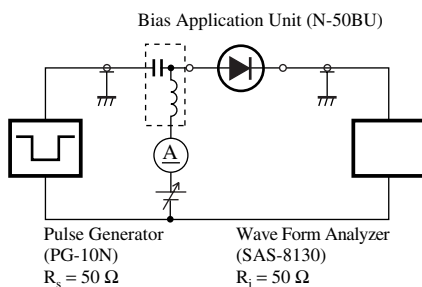 Bias Application Unit (N-50BU)
A
Pulse Generator
(PG-10N)
Rs = 50 Ω
Wave Form Analyzer
(SAS-8130)
Ri = 50 Ω